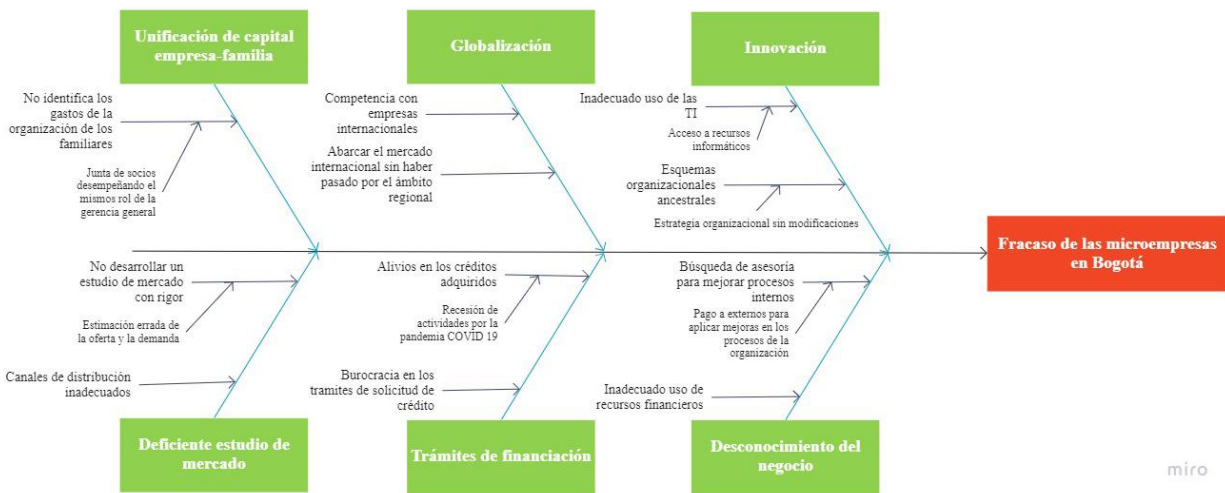 Unificación de capital
empresa-familia
Globalización
Innovación
No identifica los
gastos de la
organización de los
familiares
Junta de socios
desempeñando el
mismos rol de la
gerencia general
Competencia con
empresas
internacionales
Abarcar el mercado
internacional sin haber
pasado por el ámbito
regional
Inadecuado uso de las
TI
Acceso a recursos
informáticos
Esquemas
organizacionales
ancestrales
Estrategia organizacional sin modificaciones
Fracaso de las microempresas
en Bogotá
No desarrollar un
estudio de mercado
con rigor
Estimación errada de
la oferta y la demanda
Canales de distribución
inadecuados
Alivios en los créditos
adquiridos
Recesión de
actividades por la
pandemia COVID 19
Burocracia en los
tramites de solicitud de
crédito
Búsqueda de asesoría
para mejorar procesos
internos
Pago a externos para
aplicar mejoras en los
procesos de la
organización
Inadecuado uso de
recursos financieros
Deficiente estudio de
mercado
Trámites de financiación
Desconocimiento del
negocio
miro